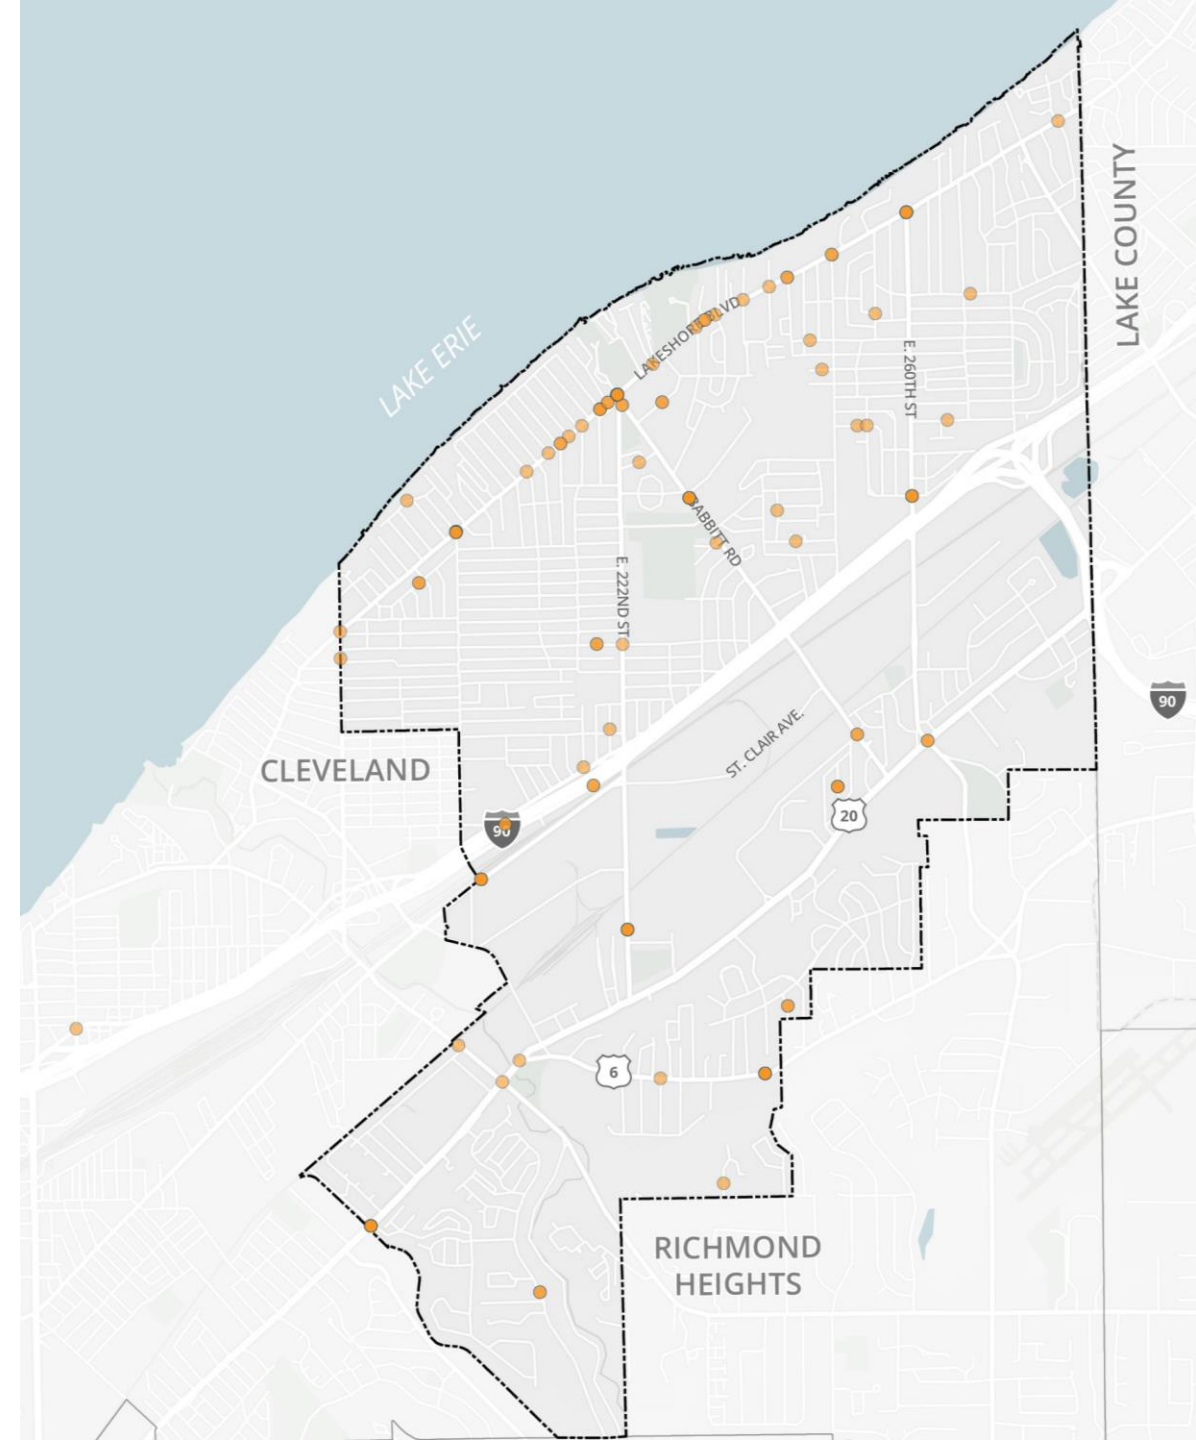 LAKE COUNTY
LAKESHORE BLVD
LAKE ERIE
E. 260TH ST
BABBITT RD
E. 222ND ST
90
ST. CLAIR AVE.
CLEVELAND
20
90
6
RICHMOND
HEIGHTS